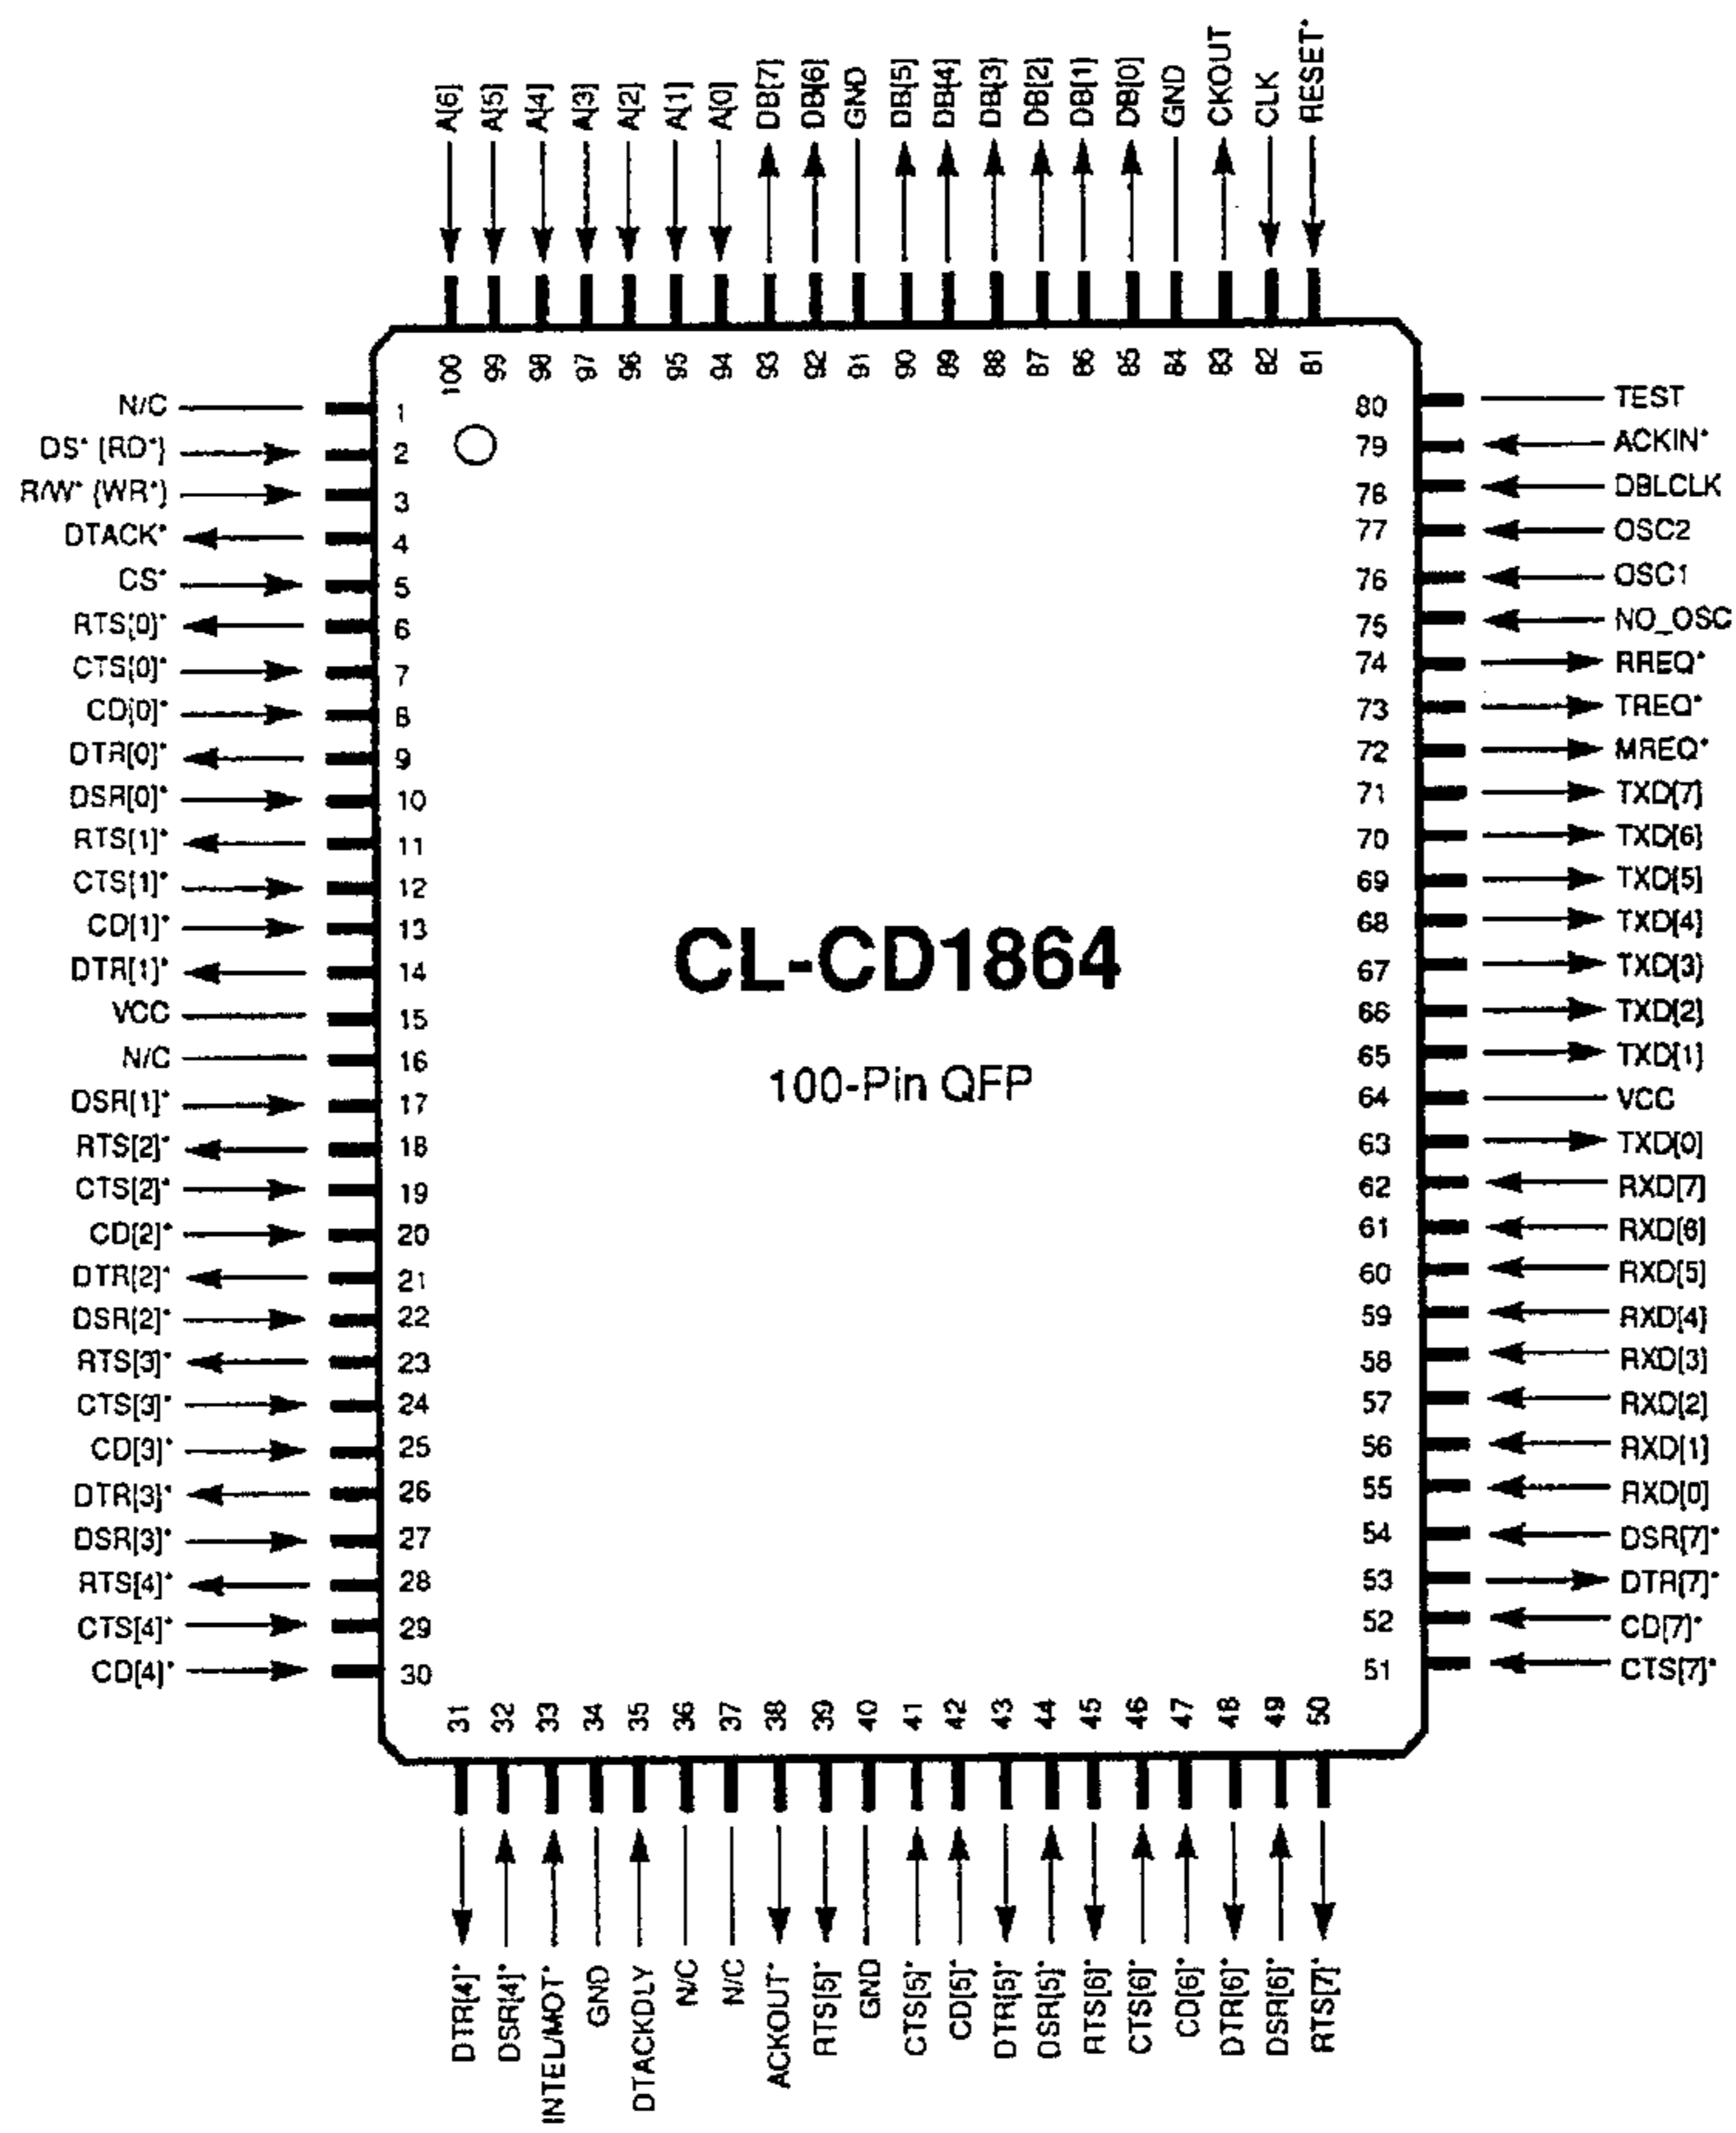 A[6] A[5] A[4] A[3] A[2] A[1] A[0] DB[7] DB[6] GND DB[5] DB[4] DB[3] DB[2] DB[1] DB[0] GND CKOUT CLK RESET*
100 99 98 97 96 95 94 93 92 91 90 89 88 87 86 85 84 83 82 81
N/C 1
DS* {RD*} 2
R/W* {WR*} 3
DTACK* 4
CS* 5
RTS[0]* 6
CTS[0]* 7
CD[0]* 8
DTR[0]* 9
DSR[0]* 10
RTS[1]* 11
CTS[1]* 12
CD[1]* 13
DTR[1]* 14
VCC 15
N/C 16
DSR[1]* 17
RTS[2]* 18
CTS[2]* 19
CD[2]* 20
DTR[2]* 21
DSR[2]* 22
RTS[3]* 23
CTS[3]* 24
CD[3]* 25
DTR[3]* 26
DSR[3]* 27
RTS[4]* 28
CTS[4]* 29
CD[4]* 30
CL-CD1864
100-Pin QFP
80 TEST
79 ACKIN*
78 DBLCLK
77 OSC2
76 OSC1
75 NO_OSC
74 RREQ*
73 TREQ*
72 MREQ*
71 TXD[7]
70 TXD[6]
69 TXD[5]
68 TXD[4]
67 TXD[3]
66 TXD[2]
65 TXD[1]
64 VCC
63 TXD[0]
62 RXD[7]
61 RXD[6]
60 RXD[5]
59 RXD[4]
58 RXD[3]
57 RXD[2]
56 RXD[1]
55 RXD[0]
54 DSR[7]*
53 DTR[7]*
52 CD[7]*
51 CTS[7]*
31 32 33 34 35 36 37 38 39 40 41 42 43 44 45 46 47 48 49 50
DTR[4]* DSR[4]* INTEL/MOT* GND DTACKDLY N/C N/C ACKOUT* RTS[5]* GND CTS[5]* CD[5]* DTR[5]* DSR[5]* RTS[6]* CTS[6]* CD[6]* DTR[6]* DSR[6]* RTS[7]*